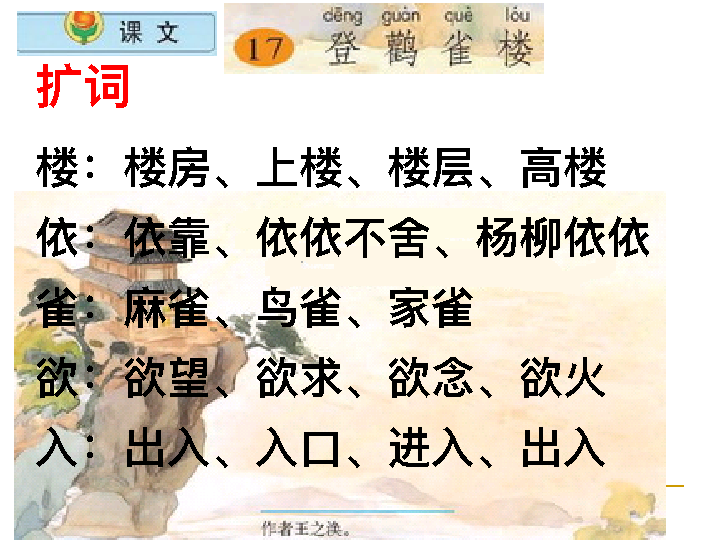 课 文
dēng guàn què lóu
17 登 鹳 雀 楼
扩词
楼：楼房、上楼、楼层、高楼
依：依靠、依依不舍、杨柳依依
雀：麻雀、鸟雀、家雀
欲：欲望、欲求、欲念、欲火
入：出入、入口、进入、出入
作者王之涣。